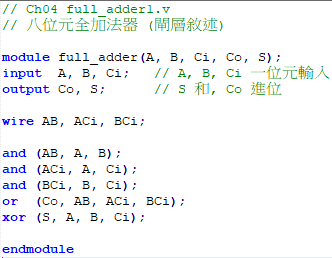 // Ch04 full_adder1.v
// 八位元全加法器 (閘層敘述)
module full_adder(A, B, Ci, Co, S);
input  A, B, Ci;   // A, B, Ci 一位元輸入
output Co, S;      // S 和, Co 進位
wire AB, ACi, BCi;
and (AB, A, B);
and (ACi, A, Ci);
and (BCi, B, Ci);
or  (Co, AB, ACi, BCi);
xor (S, A, B, Ci);
endmodule